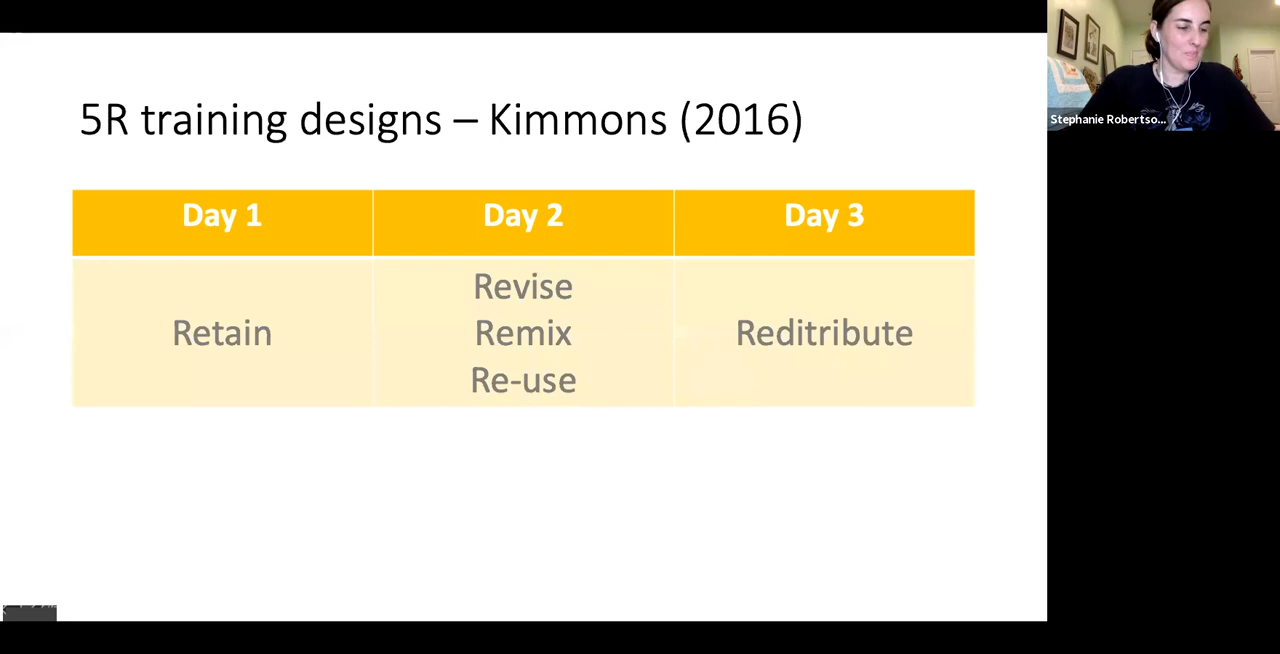 5R training designs – Kimmons (2016)
Day 1
Day 2
Day 3
Retain
Revise
Remix
Re-use
Reditribute
Stephanie Robertso...